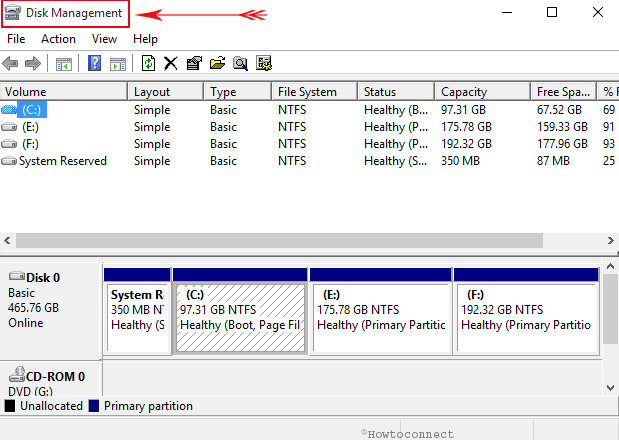 Disk Management
File Action View Help
Volume Layout Type File System Status Capacity Free Spa... % F
(C:) Simple Basic NTFS Healthy (B... 97.31 GB 67.52 GB 69
(E:) Simple Basic NTFS Healthy (P... 175.78 GB 159.33 GB 91
(F:) Simple Basic NTFS Healthy (P... 192.32 GB 177.96 GB 93
System Reserved Simple Basic NTFS Healthy (S... 350 MB 87 MB 25
Disk 0
Basic
465.76 GB
Online
System R
350 MB NT
Healthy (S
(C:)
97.31 GB NTFS
Healthy (Boot, Page Fil
(E:)
175.78 GB NTFS
Healthy (Primary Partitic
(F:)
192.32 GB NTFS
Healthy (Primary Partitio
CD-ROM 0
DVD (G:)
Unallocated Primary partition
©Howtoconnect